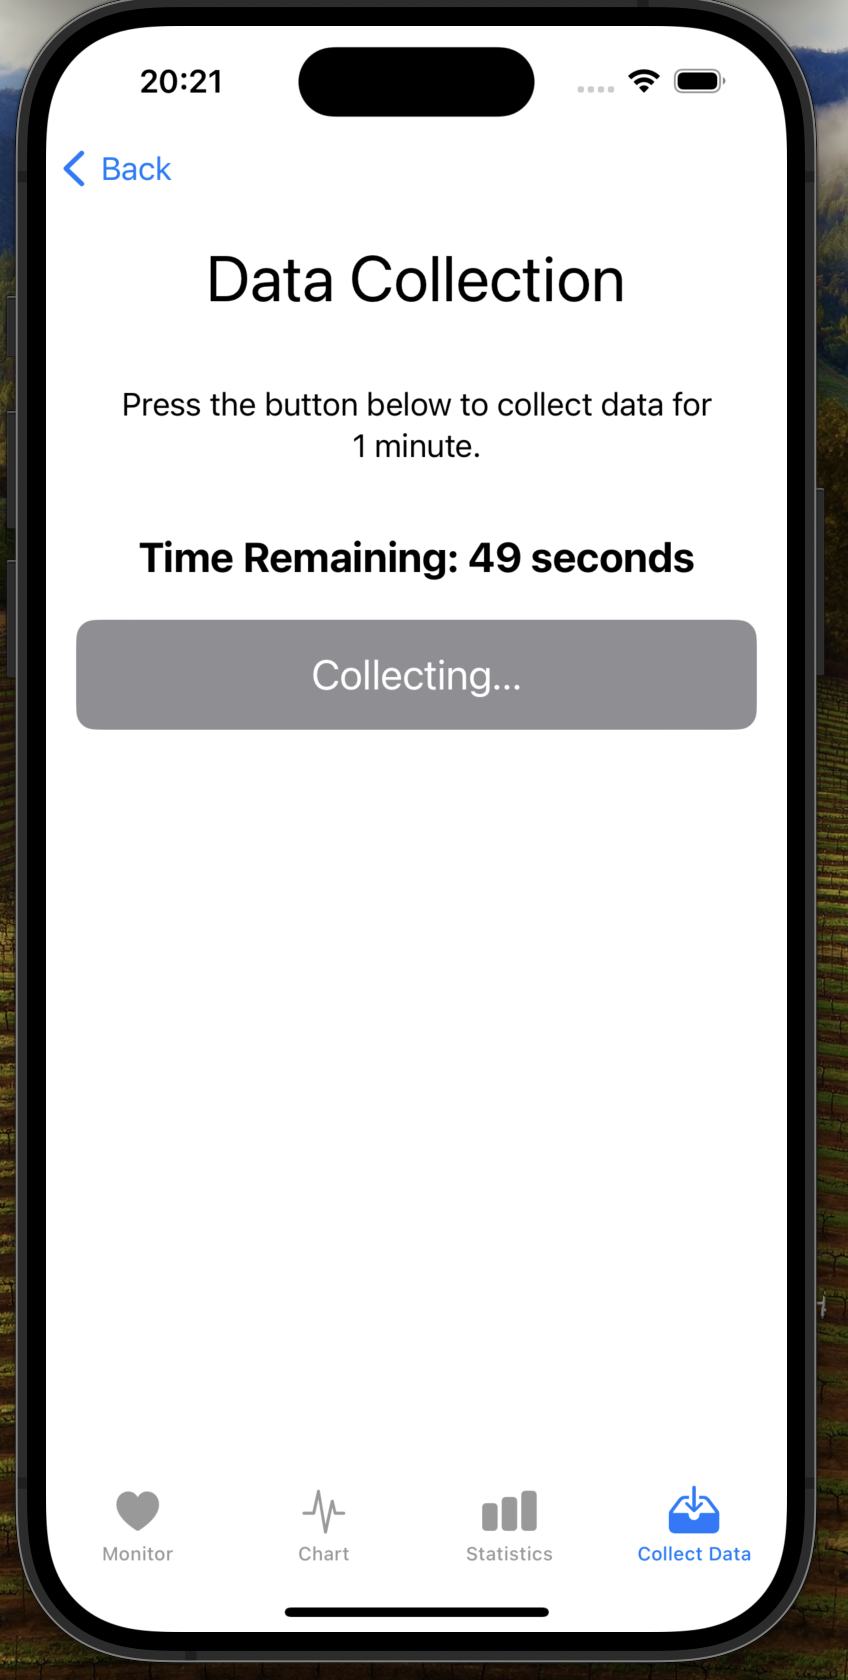 20:21
Back
Data Collection
Press the button below to collect data for
1 minute.
Time Remaining: 49 seconds
Collecting...
Monitor
Chart
Statistics
Collect Data